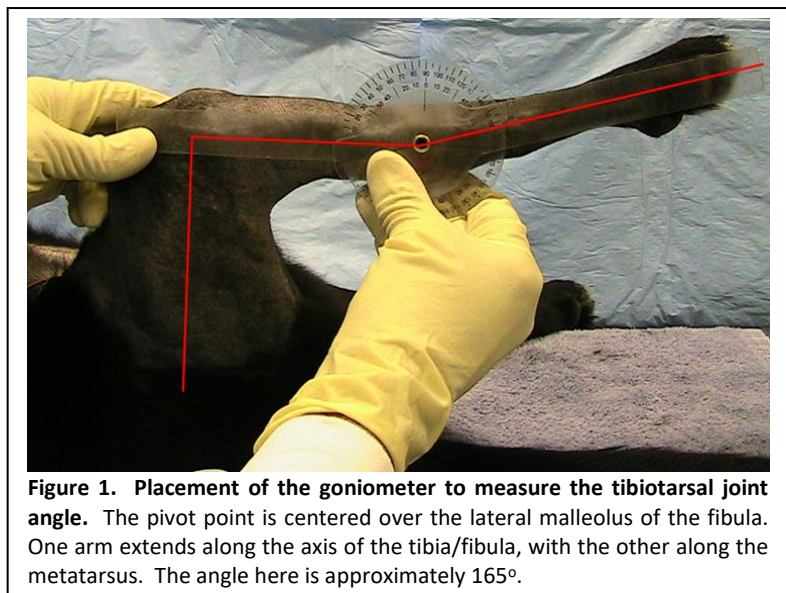 Figure 1. Placement of the goniometer to measure the tibiotarsal joint
angle. The pivot point is centered over the lateral malleolus of the fibula.
One arm extends along the axis of the tibia/fibula, with the other along the
metatarsus. The angle here is approximately 165º.